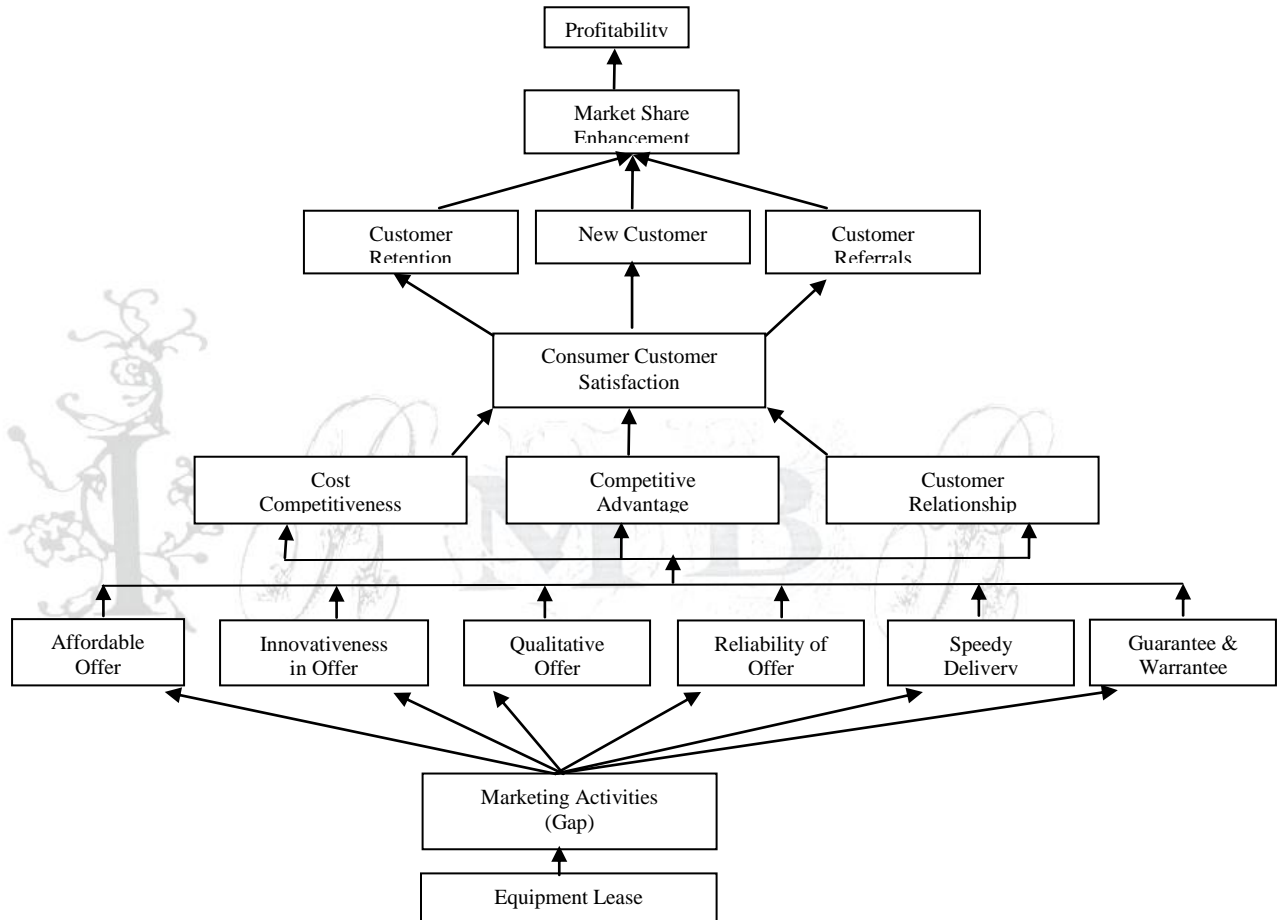 Profitability
Market Share
Enhancement
Customer
Retention
New Customer
Customer
Referrals
Consumer Customer
Satisfaction
Cost
Competitiveness
Competitive
Advantage
Customer
Relationship
Affordable
Offer
Innovativeness
in Offer
Qualitative
Offer
Reliability of
Offer
Speedy
Delivery
Guarantee &
Warrantee
Marketing Activities
(Gap)
Equipment Lease